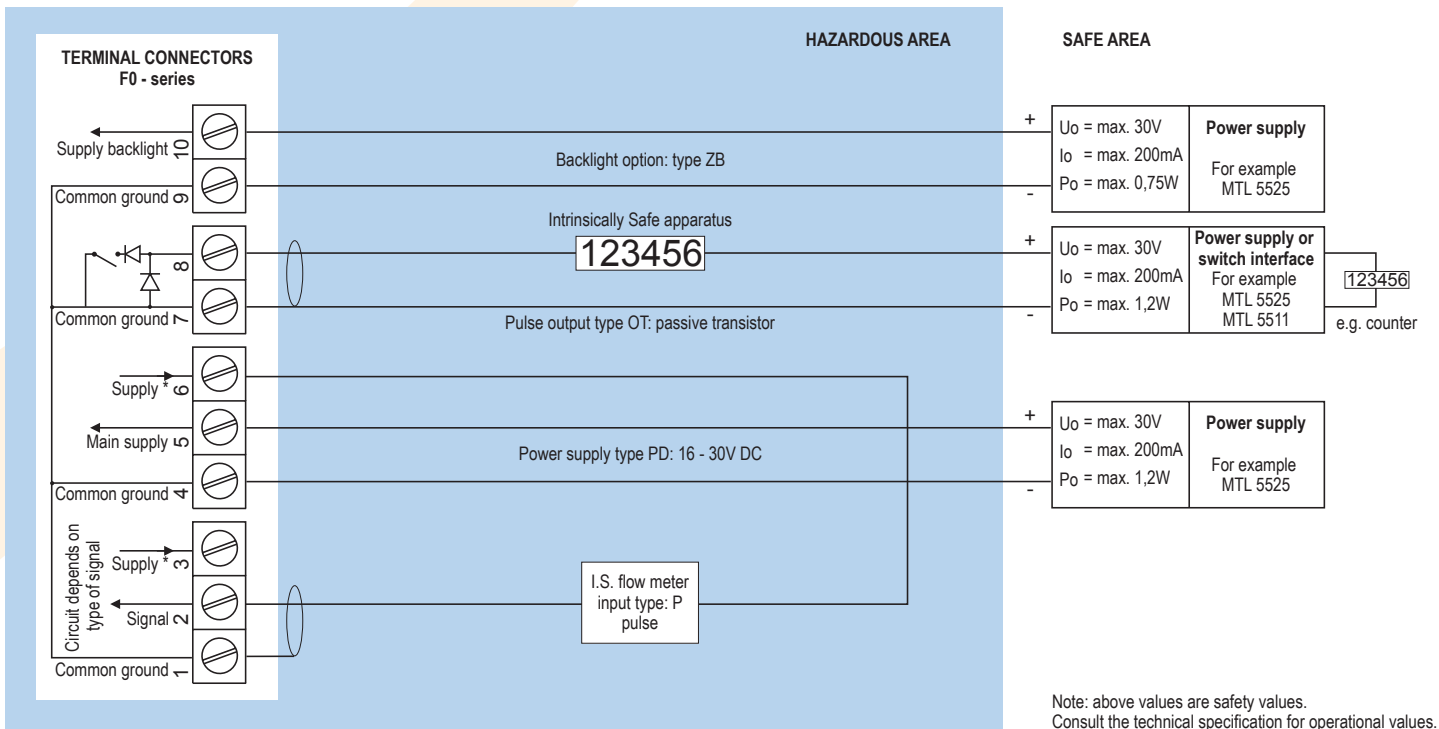 HAZARDOUS AREA
SAFE AREA
TERMINAL CONNECTORS
F0 - series
Supply backlight 10
Common ground 9
8
Common ground 7
Supply * 6
Main supply 5
Common ground 4
Supply * 3
Signal 2
Common ground 1
Circuit depends on
type of signal
Backlight option: type ZB
Intrinsically Safe apparatus
123456
Pulse output type OT: passive transistor
Power supply type PD: 16 - 30V DC
I.S. flow meter
input type: P
pulse
+
-
Uo = max. 30V
Io = max. 200mA
Po = max. 0,75W
Power supply
For example
MTL 5525
+
-
Uo = max. 30V
Io = max. 200mA
Po = max. 1,2W
Power supply or
switch interface
For example
MTL 5525
MTL 5511
123456
e.g. counter
+
-
Uo = max. 30V
Io = max. 200mA
Po = max. 1,2W
Power supply
For example
MTL 5525
Note: above values are safety values.
Consult the technical specification for operational values.